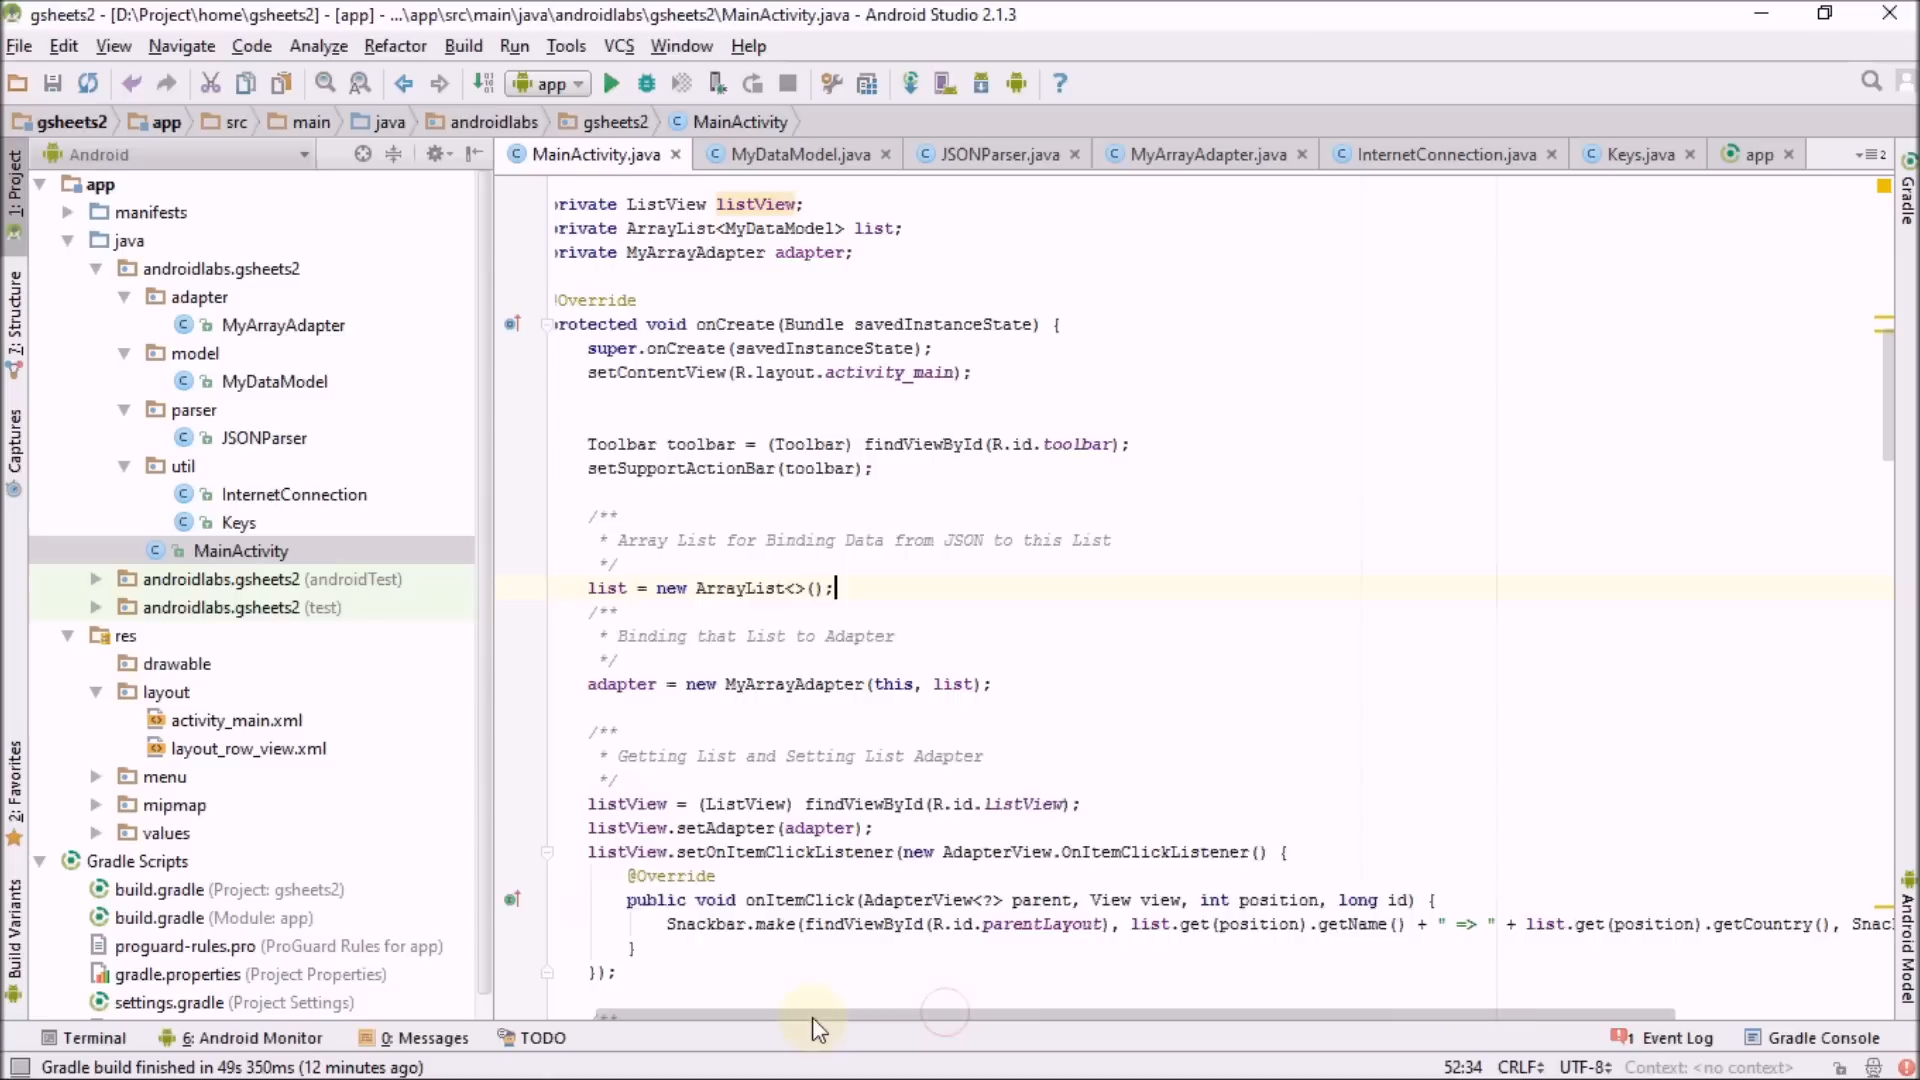 gsheets2 - [D:\Project\home\gsheets2] - [app] - ...\app\src\main\java\androidlabs\gsheets2\MainActivity.java - Android Studio 2.1.3
File Edit View Navigate Code Analyze Refactor Build Run Tools VCS Window Help
app
gsheets2 app src main java androidlabs gsheets2 MainActivity
Android
MainActivity.java MyDataModel.java JSONParser.java MyArrayAdapter.java InternetConnection.java Keys.java app
1: Project
7: Structure
Captures
2: Favorites
Build Variants
app
manifests
java
androidlabs.gsheets2
adapter
MyArrayAdapter
model
MyDataModel
parser
JSONParser
util
InternetConnection
Keys
MainActivity
androidlabs.gsheets2 (androidTest)
androidlabs.gsheets2 (test)
res
drawable
layout
activity_main.xml
layout_row_view.xml
menu
mipmap
values
Gradle Scripts
build.gradle (Project: gsheets2)
build.gradle (Module: app)
proguard-rules.pro (ProGuard Rules for app)
gradle.properties (Project Properties)
settings.gradle (Project Settings)
rivate ListView listView;
rivate ArrayList<MyDataModel> list;
rivate MyArrayAdapter adapter;
Override
rotected void onCreate(Bundle savedInstanceState) {
super.onCreate(savedInstanceState);
setContentView(R.layout.activity_main);
Toolbar toolbar = (Toolbar) findViewById(R.id.toolbar);
setSupportActionBar(toolbar);
/**
* Array List for Binding Data from JSON to this List
*/
list = new ArrayList<>();
/**
* Binding that List to Adapter
*/
adapter = new MyArrayAdapter(this, list);
/**
* Getting List and Setting List Adapter
*/
listView = (ListView) findViewById(R.id.listView);
listView.setAdapter(adapter);
listView.setOnItemClickListener(new AdapterView.OnItemClickListener() {
@Override
public void onItemClick(AdapterView<?> parent, View view, int position, long id) {
Snackbar.make(findViewById(R.id.parentLayout), list.get(position).getName() + " => " + list.get(position).getCountry(), Snac
}
});
Gradle
Android Model
Terminal 6: Android Monitor 0: Messages TODO 1 Event Log Gradle Console
Gradle build finished in 49s 350ms (12 minutes ago) 52:34 CRLF UTF-8 Context: <no context>